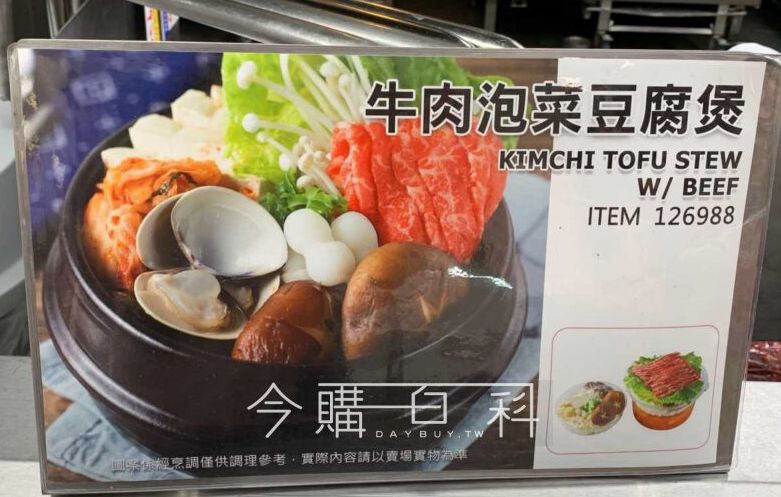 牛肉泡菜豆腐煲
KIMCHI TOFU STEW
W/ BEEF
ITEM 126988
今購百科
DAYBUY.TW
圖案係經烹調僅供調理參考，實際內容請以賣場實物為準